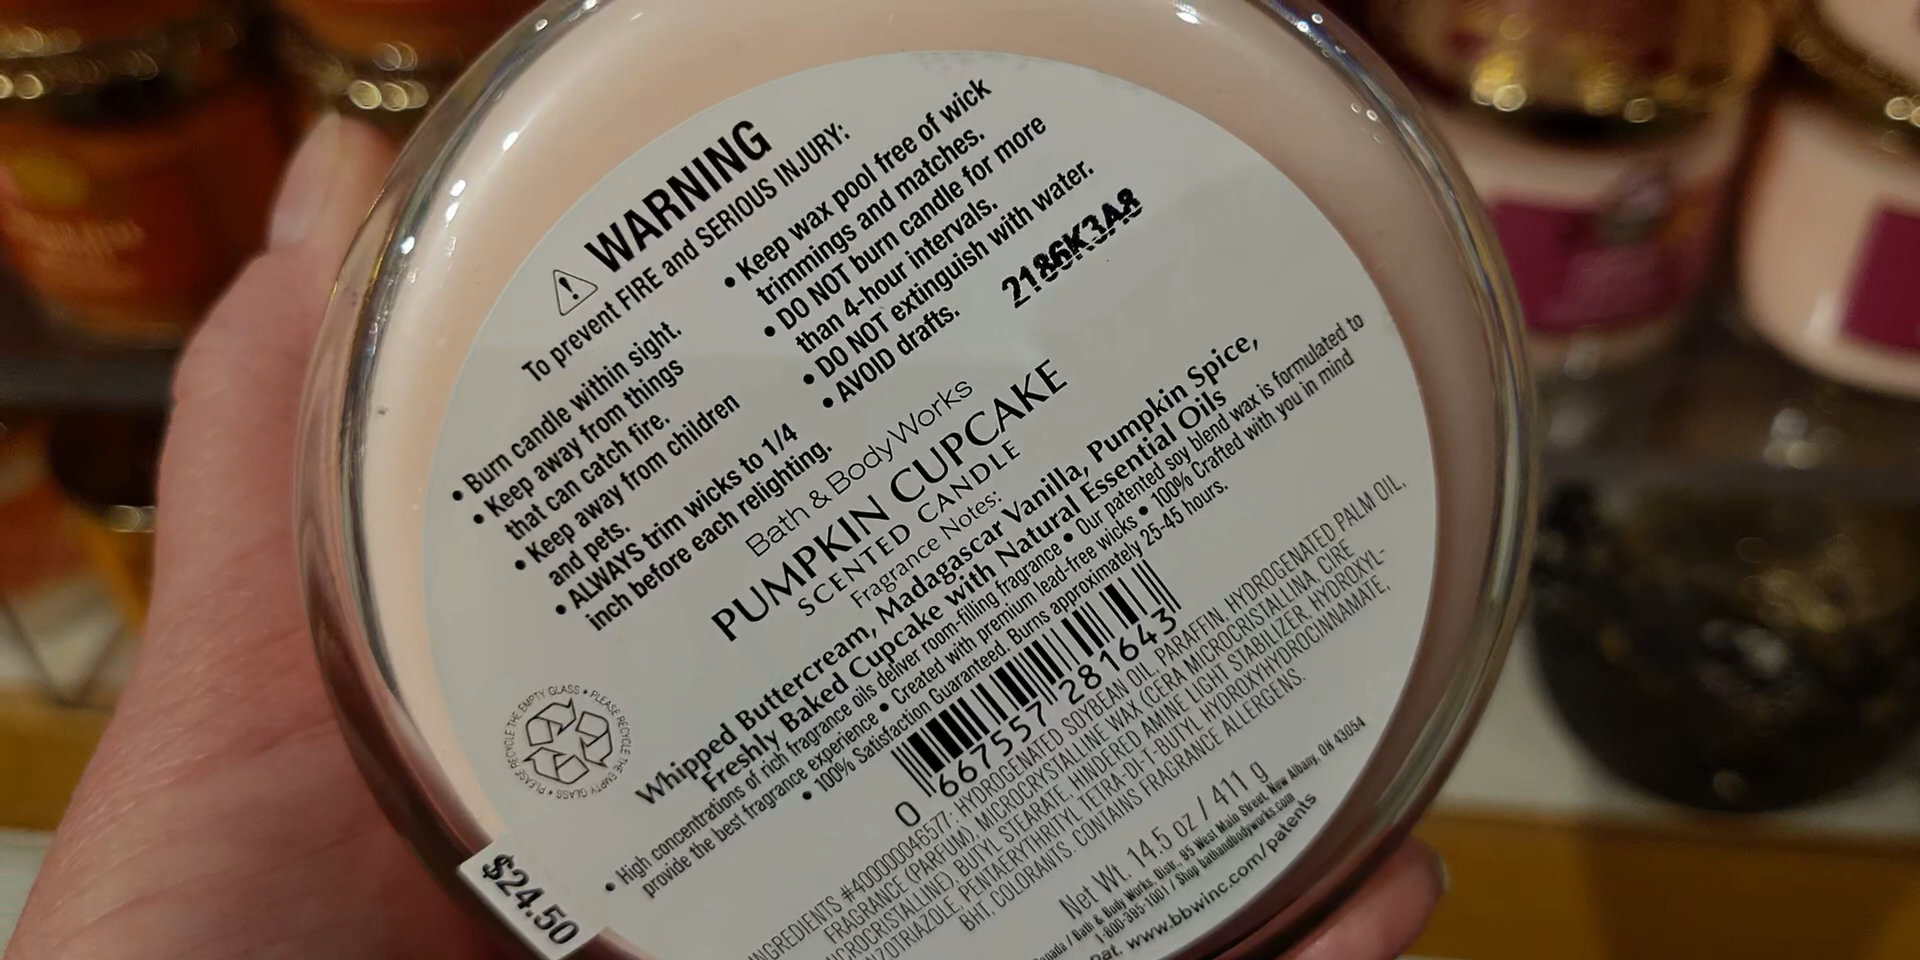 WARNING
To prevent FIRE and SERIOUS INJURY:
• Burn candle within sight.
• Keep away from things
that can catch fire.
• Keep away from children
and pets.
• ALWAYS trim wicks to 1/4
inch before each relighting.
• Keep wax pool free of wick
trimmings and matches.
• DO NOT burn candle for more
than 4-hour intervals.
• DO NOT extinguish with water.
• AVOID drafts.
2186K3A8
Bath & Body Works
PUMPKIN CUPCAKE
SCENTED CANDLE
Fragrance Notes:
Whipped Buttercream, Madagascar Vanilla, Pumpkin Spice,
Freshly Baked Cupcake with Natural Essential Oils
• High concentrations of rich fragrance oils deliver room-filling fragrance • Our patented soy blend wax is formulated to
provide the best fragrance experience • Created with premium lead-free wicks • 100% Crafted with you in mind
• 100% Satisfaction Guaranteed. Burns approximately 25-45 hours.
PLEASE RECYCLE THE EMPTY GLASS • PLEASE RECYCLE THE EMPTY GLASS •
0 667557 281643
INGREDIENTS #4000046577: HYDROGENATED SOYBEAN OIL, PARAFFIN, HYDROGENATED PALM OIL,
FRAGRANCE (PARFUM), MICROCRYSTALLINE WAX (CERA MICROCRISTALLINA, CIRE
MICROCRISTALLINE), BUTYL STEARATE, HINDERED AMINE LIGHT STABILIZER, HYDROXYL-
PENTAERYTHRITYL TETRA-DI-T-BUTYL HYDROXYHYDROCINNAMATE,
BHT, COLORANTS. CONTAINS FRAGRANCE ALLERGENS.
Net Wt. 14.5 oz / 411 g
Bath & Body Works, Distr., 95 West Main Street, New Albany, OH 43054
1-800-395-1001 / Shop bathandbodyworks.com
Pat. www.bbwinc.com/patents
$24.50